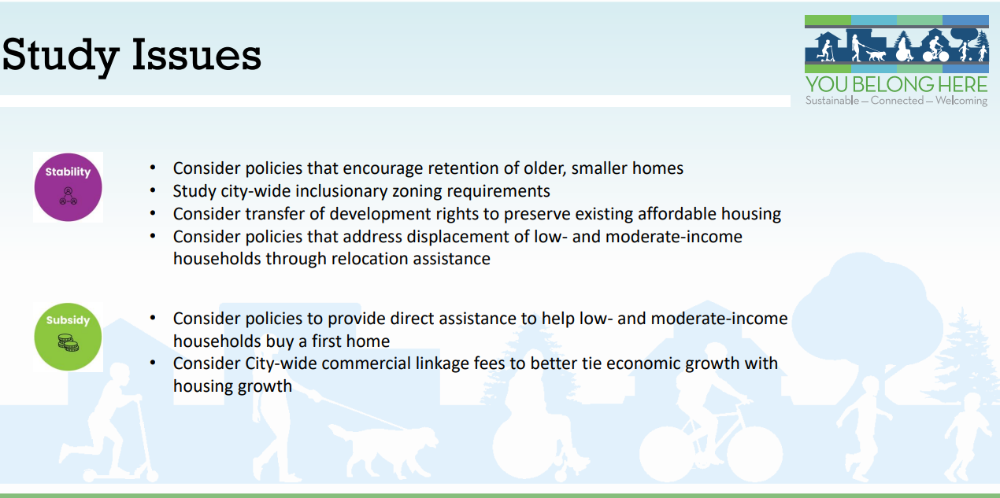 Study Issues
YOU BELONG HERE
Sustainable — Connected — Welcoming
Stability
• Consider policies that encourage retention of older, smaller homes
• Study city-wide inclusionary zoning requirements
• Consider transfer of development rights to preserve existing affordable housing
• Consider policies that address displacement of low- and moderate-income
households through relocation assistance
Subsidy
• Consider policies to provide direct assistance to help low- and moderate-income
households buy a first home
• Consider City-wide commercial linkage fees to better tie economic growth with
housing growth